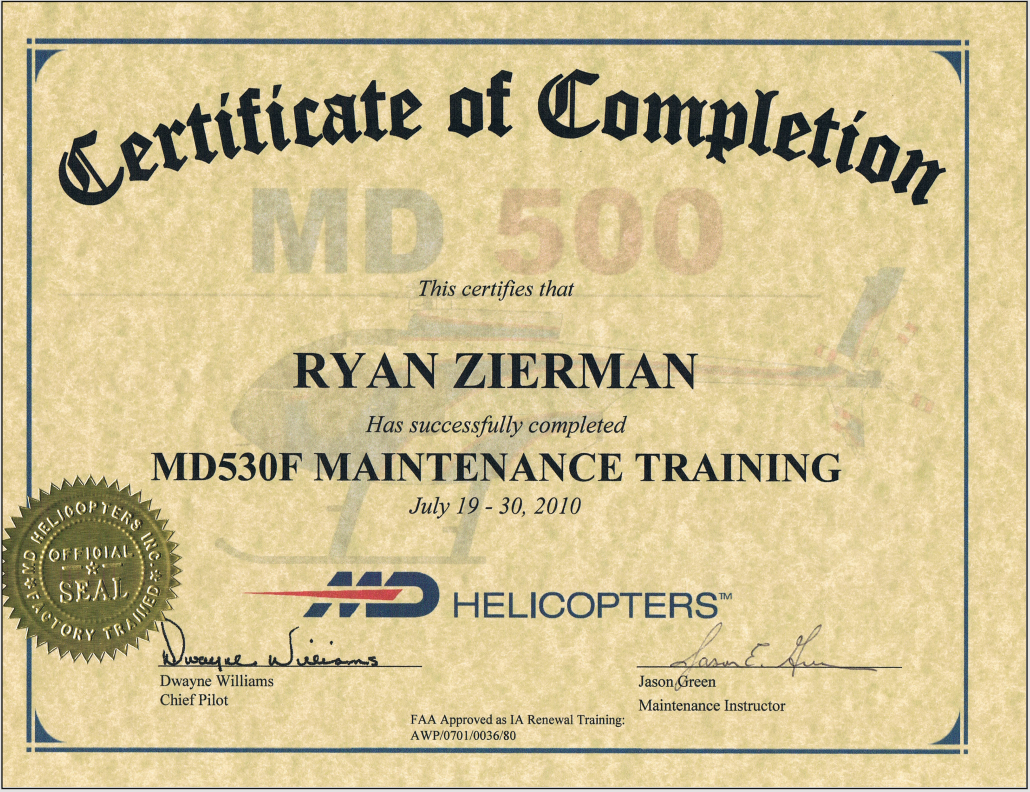 Certificate of Completion
MD 500
This certifies that
RYAN ZIERMAN
Has successfully completed
MD530F MAINTENANCE TRAINING
July 19 - 30, 2010
MD HELICOPTERS INC
OFFICIAL
SEAL
FACTORY TRAINED
MD HELICOPTERS™
Dwayne Williams
Jason E. Green
Dwayne Williams
Jason Green
Chief Pilot
Maintenance Instructor
FAA Approved as IA Renewal Training:
AWP/0701/0036/80